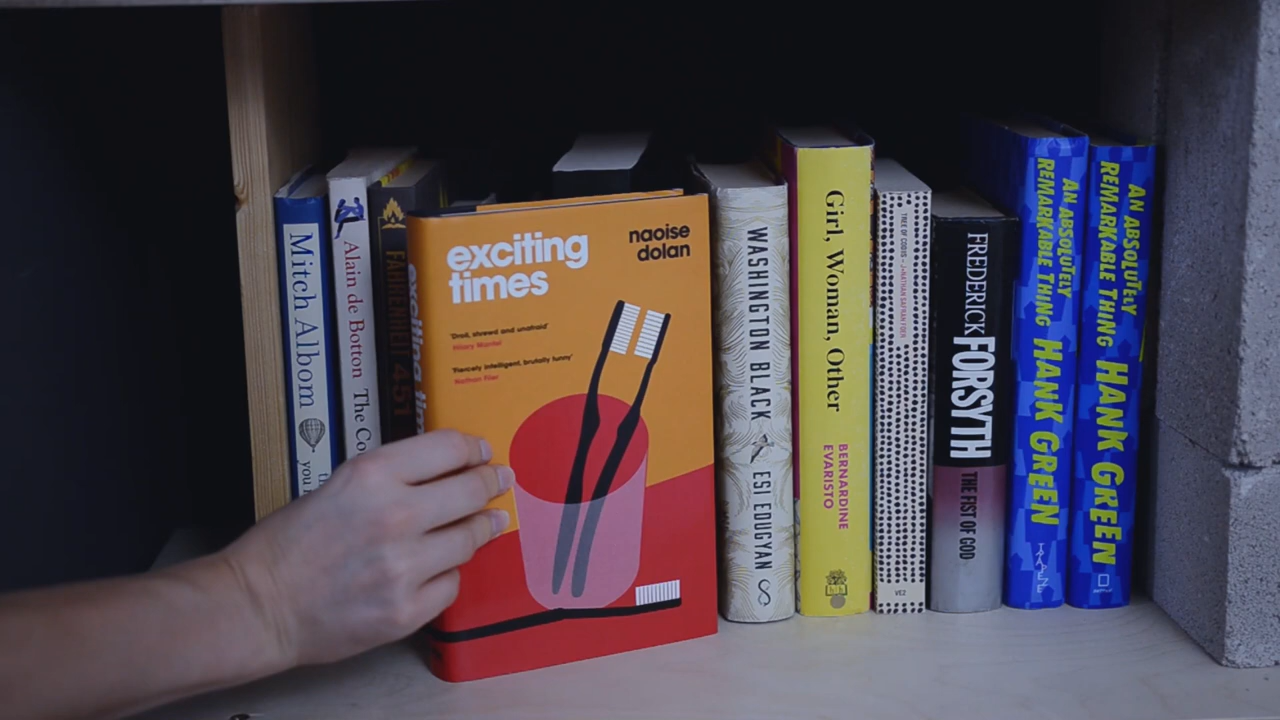 Mitch Albom
Alain de Botton The Co
FAHRENHEIT 451
exciting
times
naoise
dolan
'Droll, shrewd and unafraid'
Hilary Mantel
'Fiercely intelligent, brutally funny'
Nathan Filer
WASHINGTON BLACK ESI EDUGYAN
Girl, Woman, Other
BERNARDINE
EVARISTO
TREE OF CODES - JONATHAN SAFRAN FOER
VE2
FREDERICK FORSYTH THE FIST OF GOD
AN ABSOLUTELY
REMARKABLE THING HANK GREEN
AN ABSOLUTELY
REMARKABLE THING HANK GREEN